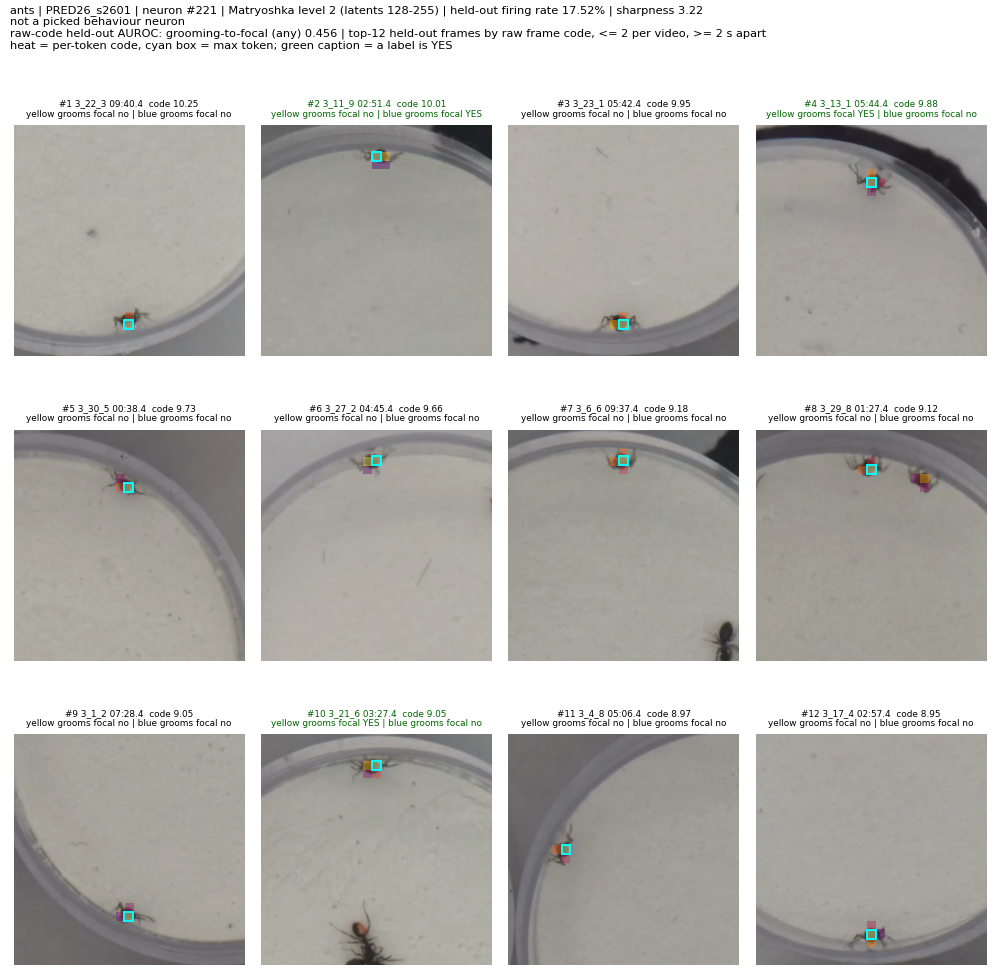 ants | PRED26_s2601 | neuron #221 | Matryoshka level 2 (latents 128-255) | held-out firing rate 17.52% | sharpness 3.22
not a picked behaviour neuron
raw-code held-out AUROC: grooming-to-focal (any) 0.456 | top-12 held-out frames by raw frame code, <= 2 per video, >= 2 s apart
heat = per-token code, cyan box = max token; green caption = a label is YES
#1 3_22_3 09:40.4 code 10.25
yellow grooms focal no | blue grooms focal no
#2 3_11_9 02:51.4 code 10.01
yellow grooms focal no | blue grooms focal YES
#3 3_23_1 05:42.4 code 9.95
yellow grooms focal no | blue grooms focal no
#4 3_13_1 05:44.4 code 9.88
yellow grooms focal YES | blue grooms focal no
#5 3_30_5 00:38.4 code 9.73
yellow grooms focal no | blue grooms focal no
#6 3_27_2 04:45.4 code 9.66
yellow grooms focal no | blue grooms focal no
#7 3_6_6 09:37.4 code 9.18
yellow grooms focal no | blue grooms focal no
#8 3_29_8 01:27.4 code 9.12
yellow grooms focal no | blue grooms focal no
#9 3_1_2 07:28.4 code 9.05
yellow grooms focal no | blue grooms focal no
#10 3_21_6 03:27.4 code 9.05
yellow grooms focal YES | blue grooms focal no
#11 3_4_8 05:06.4 code 8.97
yellow grooms focal no | blue grooms focal no
#12 3_17_4 02:57.4 code 8.95
yellow grooms focal no | blue grooms focal no